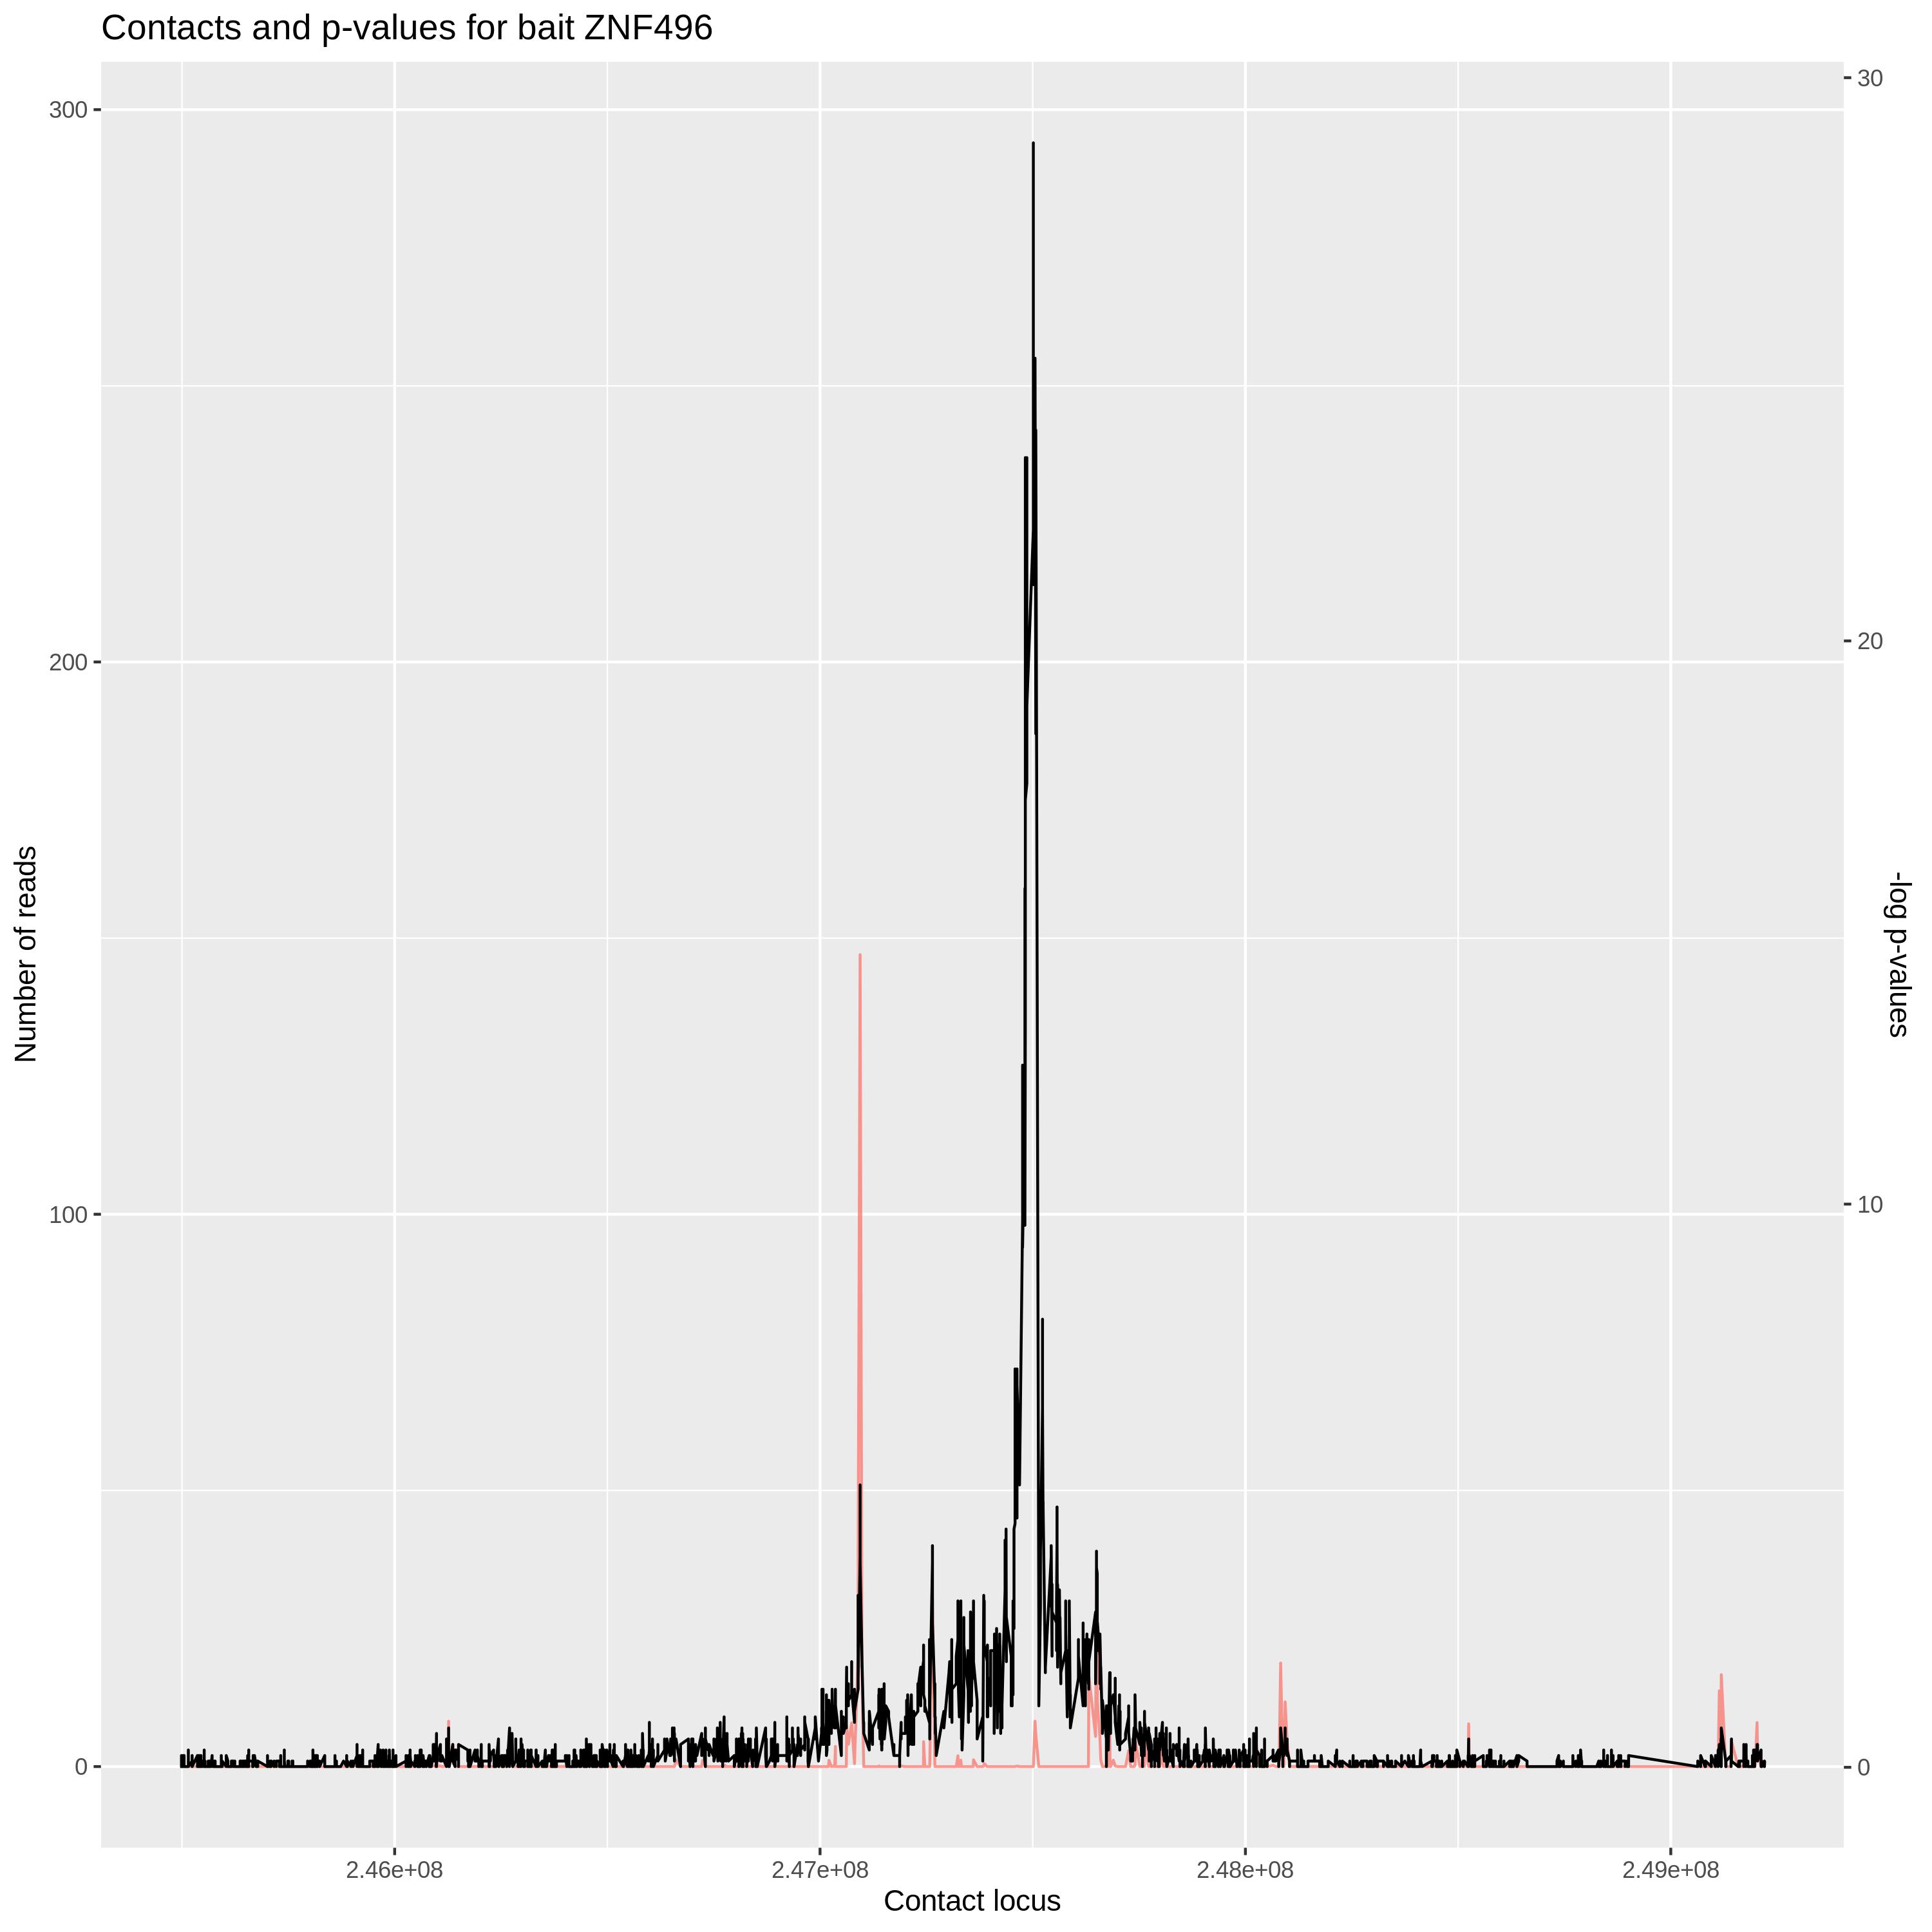 Contacts and p-values for bait ZNF496
300
200
100
0
Number of reads
30
20
10
0
-log p-values
2.46e+08
2.47e+08
2.48e+08
2.49e+08
Contact locus